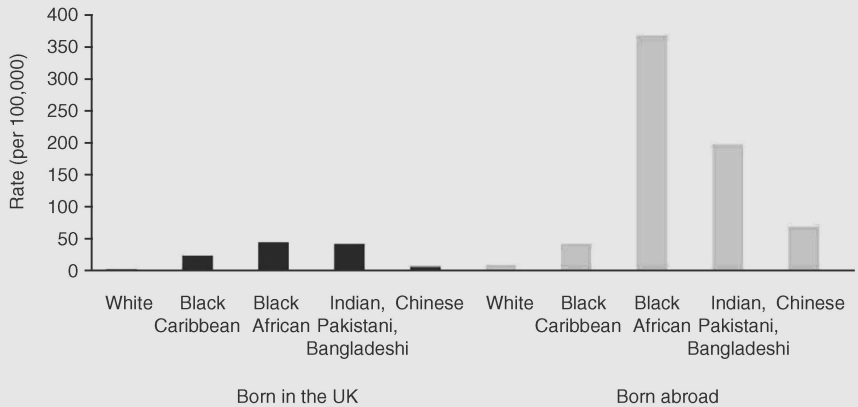 Rate (per 100,000)
400
350
300
250
200
150
100
50
0
White Black Black Indian, Chinese White Black Black Indian, Chinese
Caribbean African Pakistani, Caribbean African Pakistani,
Bangladeshi Bangladeshi
Born in the UK Born abroad